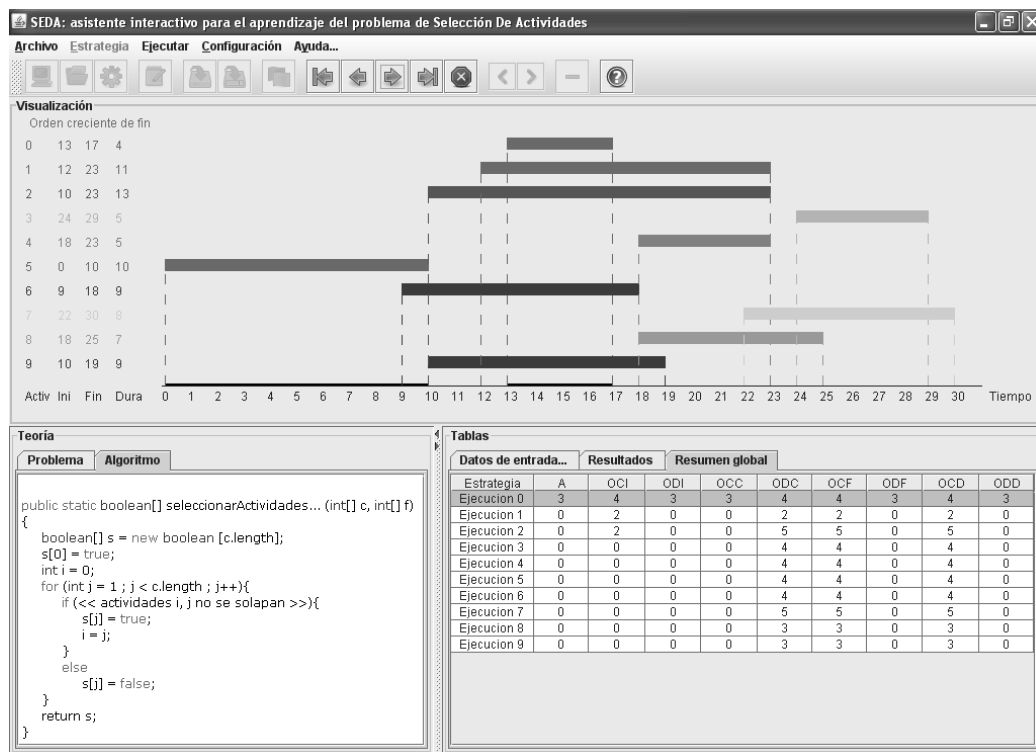 SEDA: asistente interactivo para el aprendizaje del problema de Selección De Actividades
Archivo Estrategia Ejecutar Configuración Ayuda...
Visualización
Orden creciente de fin
0 13 17 4
1 12 23 11
2 10 23 13
3 24 29 5
4 18 23 5
5 0 10 10
6 9 18 9
7 22 30 8
8 18 25 7
9 10 19 9
Activ Ini Fin Dura 0 1 2 3 4 5 6 7 8 9 10 11 12 13 14 15 16 17 18 19 20 21 22 23 24 25 26 27 28 29 30 Tiempo
Teoría
Problema Algoritmo
public static boolean[] seleccionarActividades... (int[] c, int[] f)
{
boolean[] s = new boolean [c.length];
s[0] = true;
int i = 0;
for (int j = 1 ; j < c.length ; j++){
if (<< actividades i, j no se solapan >>){
s[j] = true;
i = j;
}
else
s[j] = false;
}
return s;
}
Tablas
Datos de entrada... Resultados Resumen global
Estrategia A OCI ODI OCC ODC OCF ODF OCD ODD
Ejecucion 0 3 4 3 3 4 4 3 4 3
Ejecucion 1 0 2 0 0 2 2 0 2 0
Ejecucion 2 0 2 0 0 5 5 0 5 0
Ejecucion 3 0 0 0 0 4 4 0 4 0
Ejecucion 4 0 0 0 0 4 4 0 4 0
Ejecucion 5 0 0 0 0 4 4 0 4 0
Ejecucion 6 0 0 0 0 4 4 0 4 0
Ejecucion 7 0 0 0 0 5 5 0 5 0
Ejecucion 8 0 0 0 0 3 3 0 3 0
Ejecucion 9 0 0 0 0 3 3 0 3 0